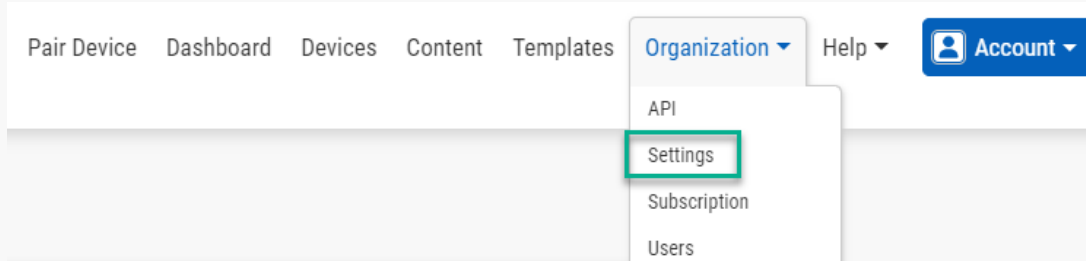 Pair Device Dashboard Devices Content Templates Organization Help Account
API
Settings
Subscription
Users